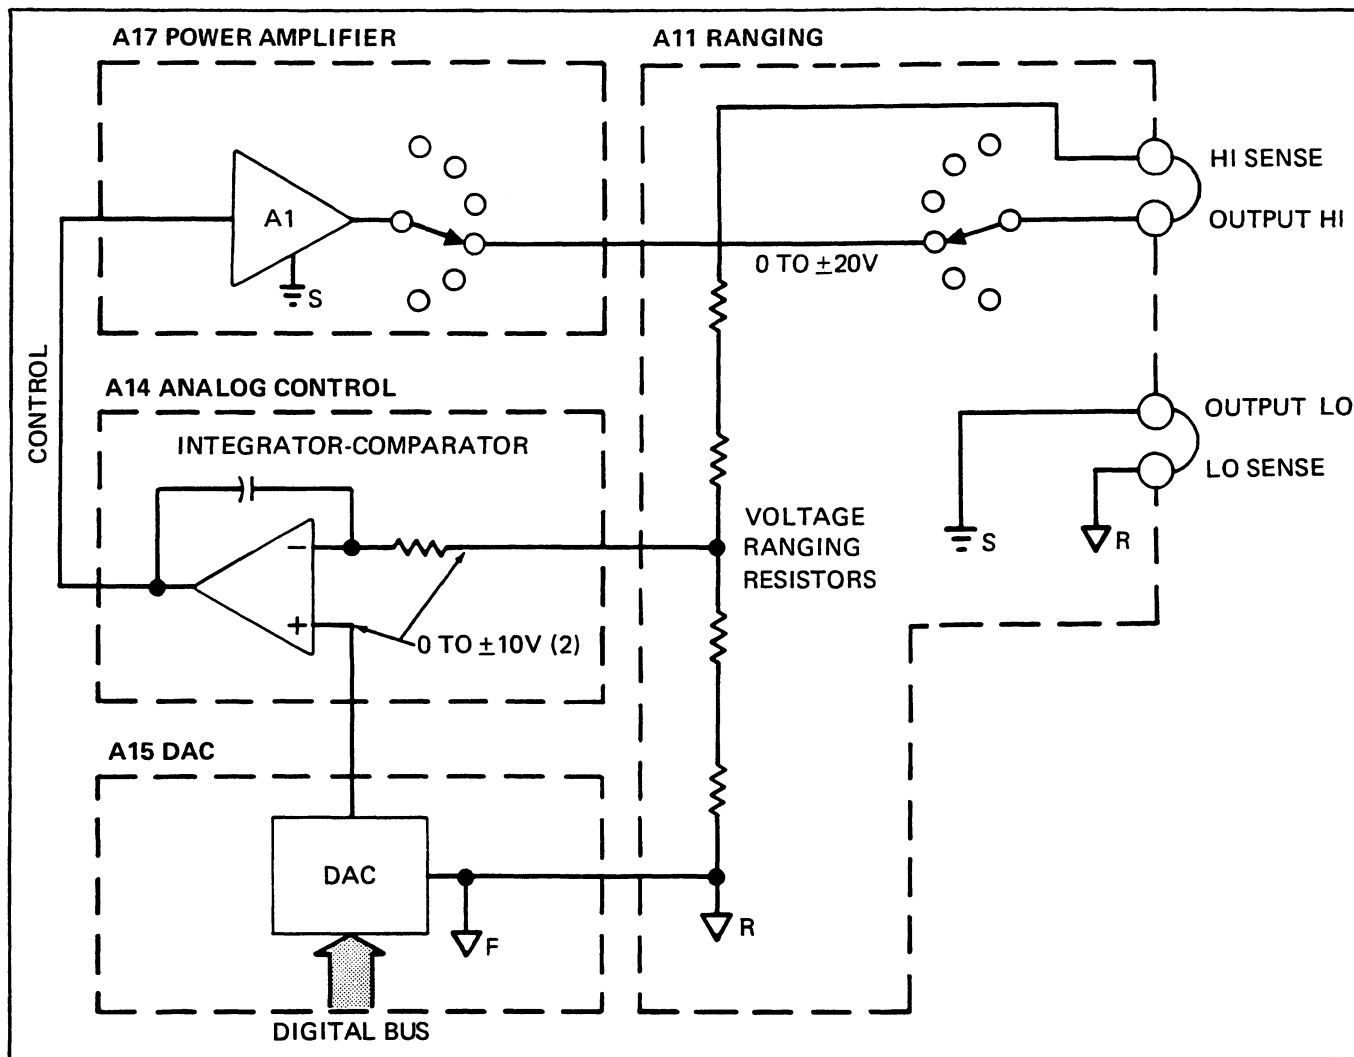 A17 POWER AMPLIFIER
A11 RANGING
A1
S
HI SENSE
OUTPUT HI
0 TO ±20V
CONTROL
A14 ANALOG CONTROL
INTEGRATOR-COMPARATOR
−
+
0 TO ±10V (2)
VOLTAGE
RANGING
RESISTORS
OUTPUT LO
LO SENSE
S
R
A15 DAC
DAC
F
R
DIGITAL BUS